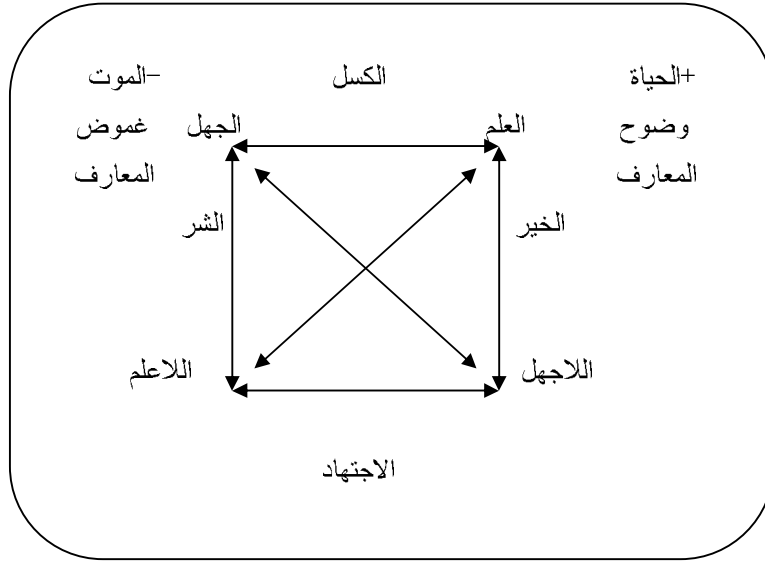 +الحياة
الكسل
–الموت
وضوح
العلم
الجهل
غموض
المعارف
المعارف
الخير
الشر
اللاجهل
اللاعلم
الاجتهاد